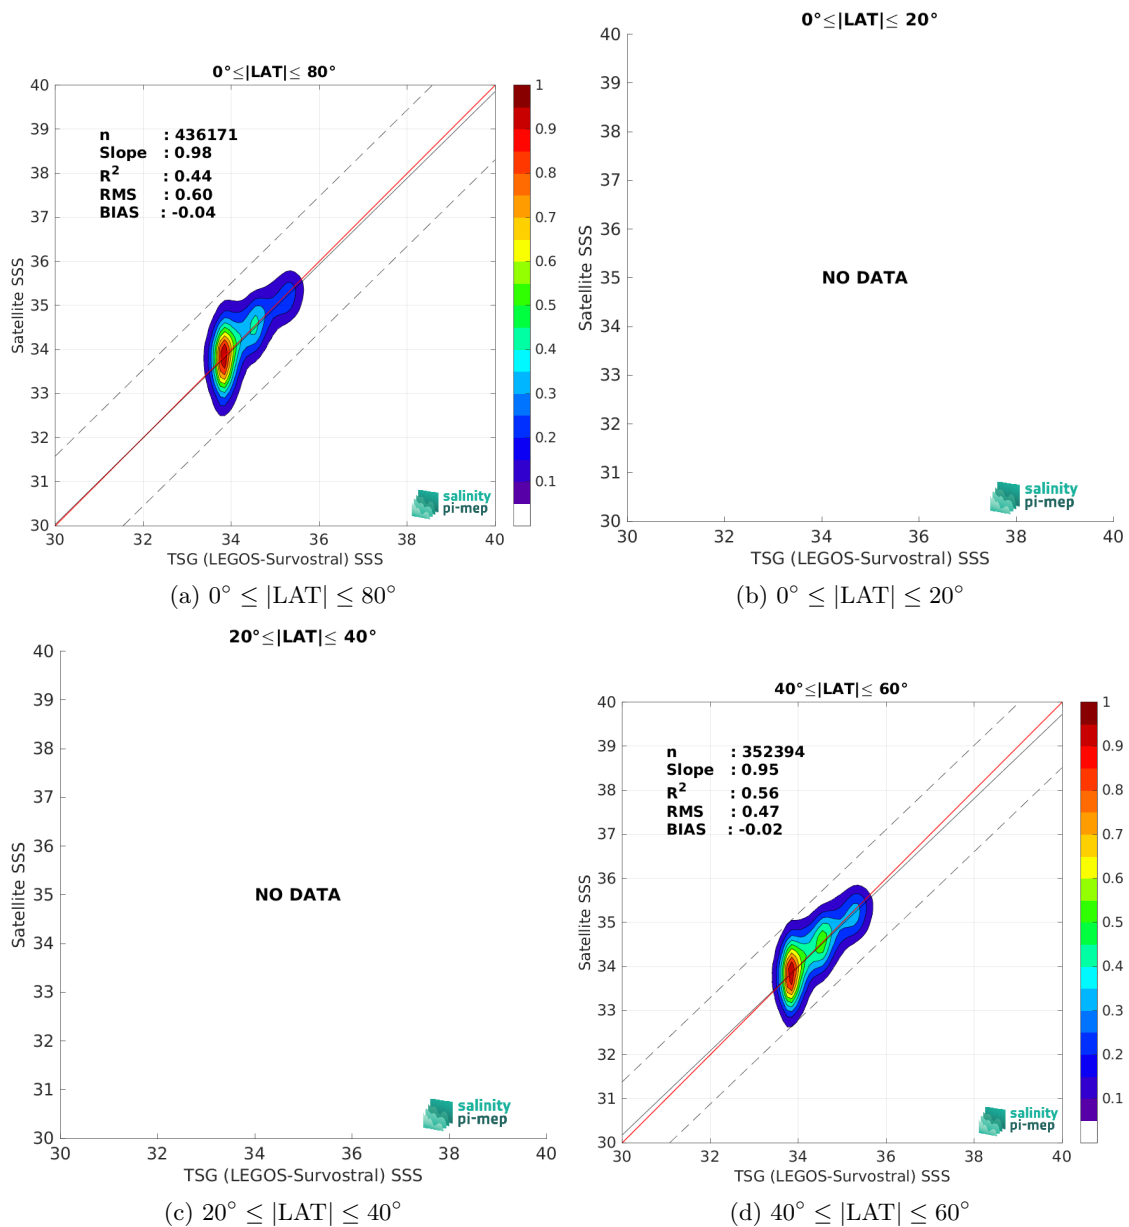 0°≤|LAT|≤ 80°
40
39
38
37
36
35
34
33
32
31
30
Satellite SSS
n : 436171
Slope : 0.98
R² : 0.44
RMS : 0.60
BIAS : -0.04
salinity
pi-mep
30 32 34 36 38 40
TSG (LEGOS-Survostral) SSS
1
0.9
0.8
0.7
0.6
0.5
0.4
0.3
0.2
0.1
(a) 0° ≤ |LAT| ≤ 80°
0°≤|LAT|≤ 20°
40
39
38
37
36
35
34
33
32
31
30
Satellite SSS
NO DATA
salinity
pi-mep
30 32 34 36 38 40
TSG (LEGOS-Survostral) SSS
(b) 0° ≤ |LAT| ≤ 20°
20°≤|LAT|≤ 40°
40
39
38
37
36
35
34
33
32
31
30
Satellite SSS
NO DATA
salinity
pi-mep
30 32 34 36 38 40
TSG (LEGOS-Survostral) SSS
(c) 20° ≤ |LAT| ≤ 40°
40°≤|LAT|≤ 60°
40
39
38
37
36
35
34
33
32
31
30
Satellite SSS
n : 352394
Slope : 0.95
R² : 0.56
RMS : 0.47
BIAS : -0.02
salinity
pi-mep
30 32 34 36 38 40
TSG (LEGOS-Survostral) SSS
1
0.9
0.8
0.7
0.6
0.5
0.4
0.3
0.2
0.1
(d) 40° ≤ |LAT| ≤ 60°